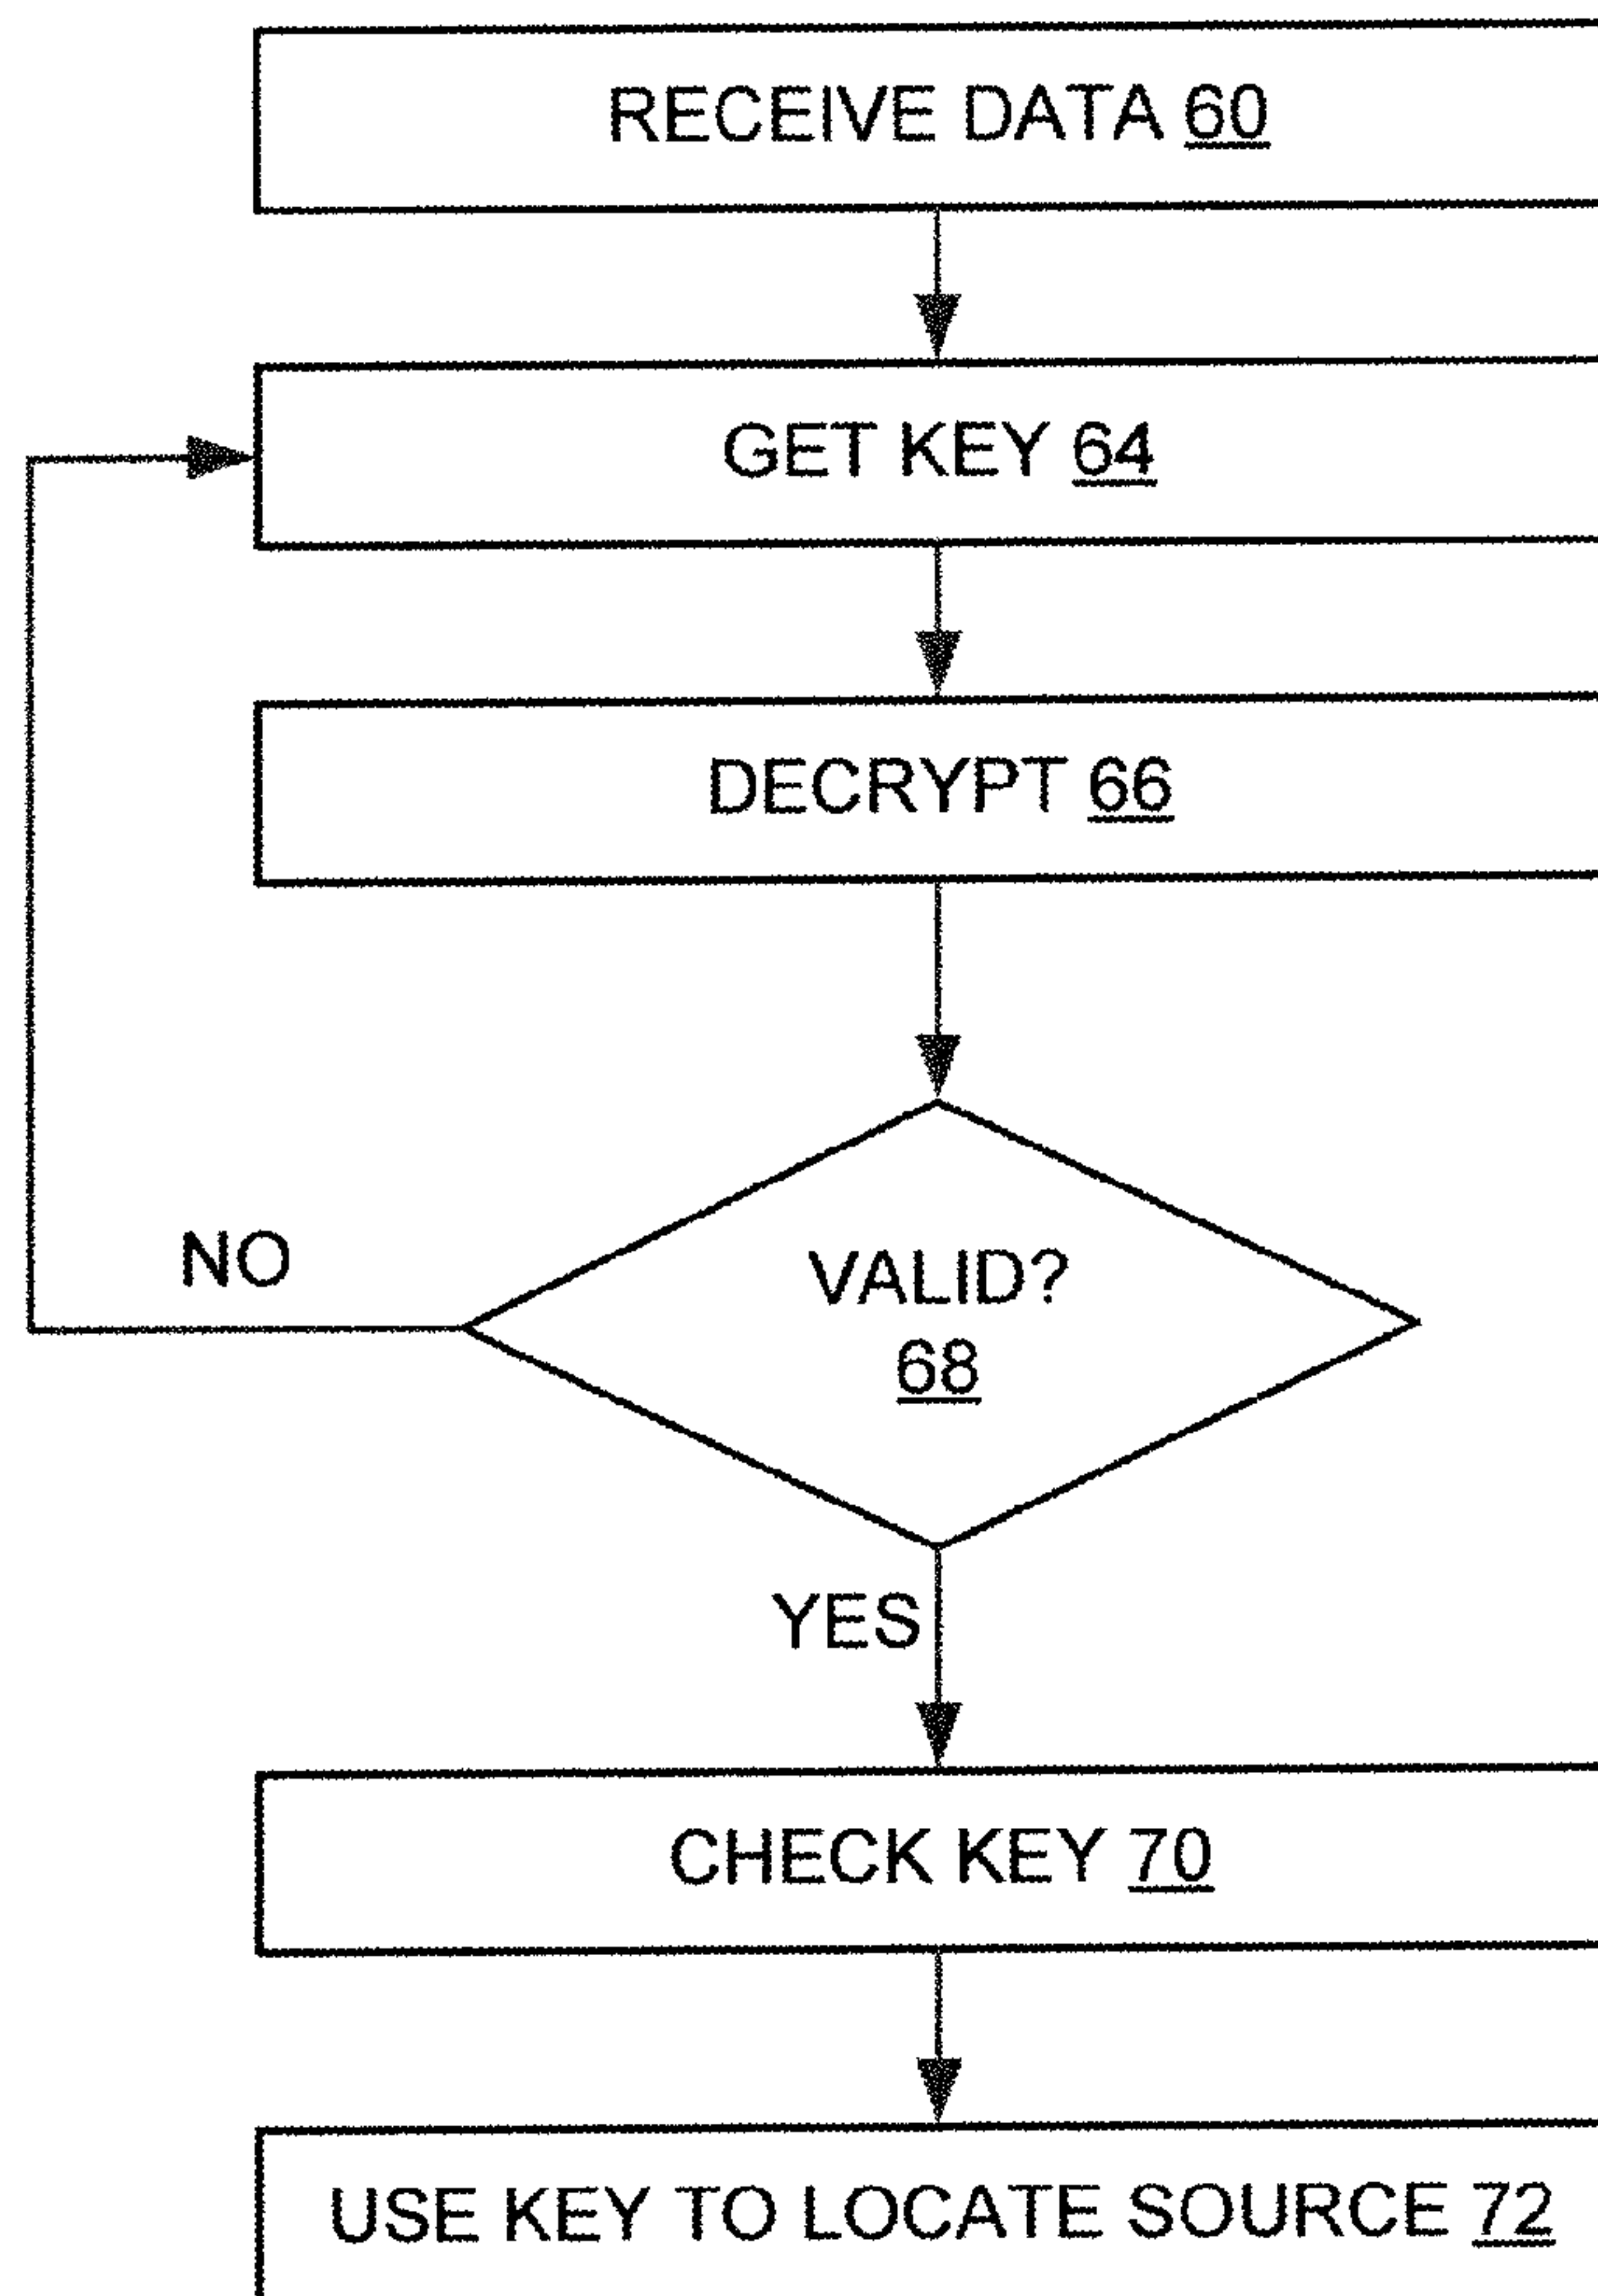 RECEIVE DATA 60
GET KEY 64
DECRYPT 66
VALID?
68
NO
YES
CHECK KEY 70
USE KEY TO LOCATE SOURCE 72